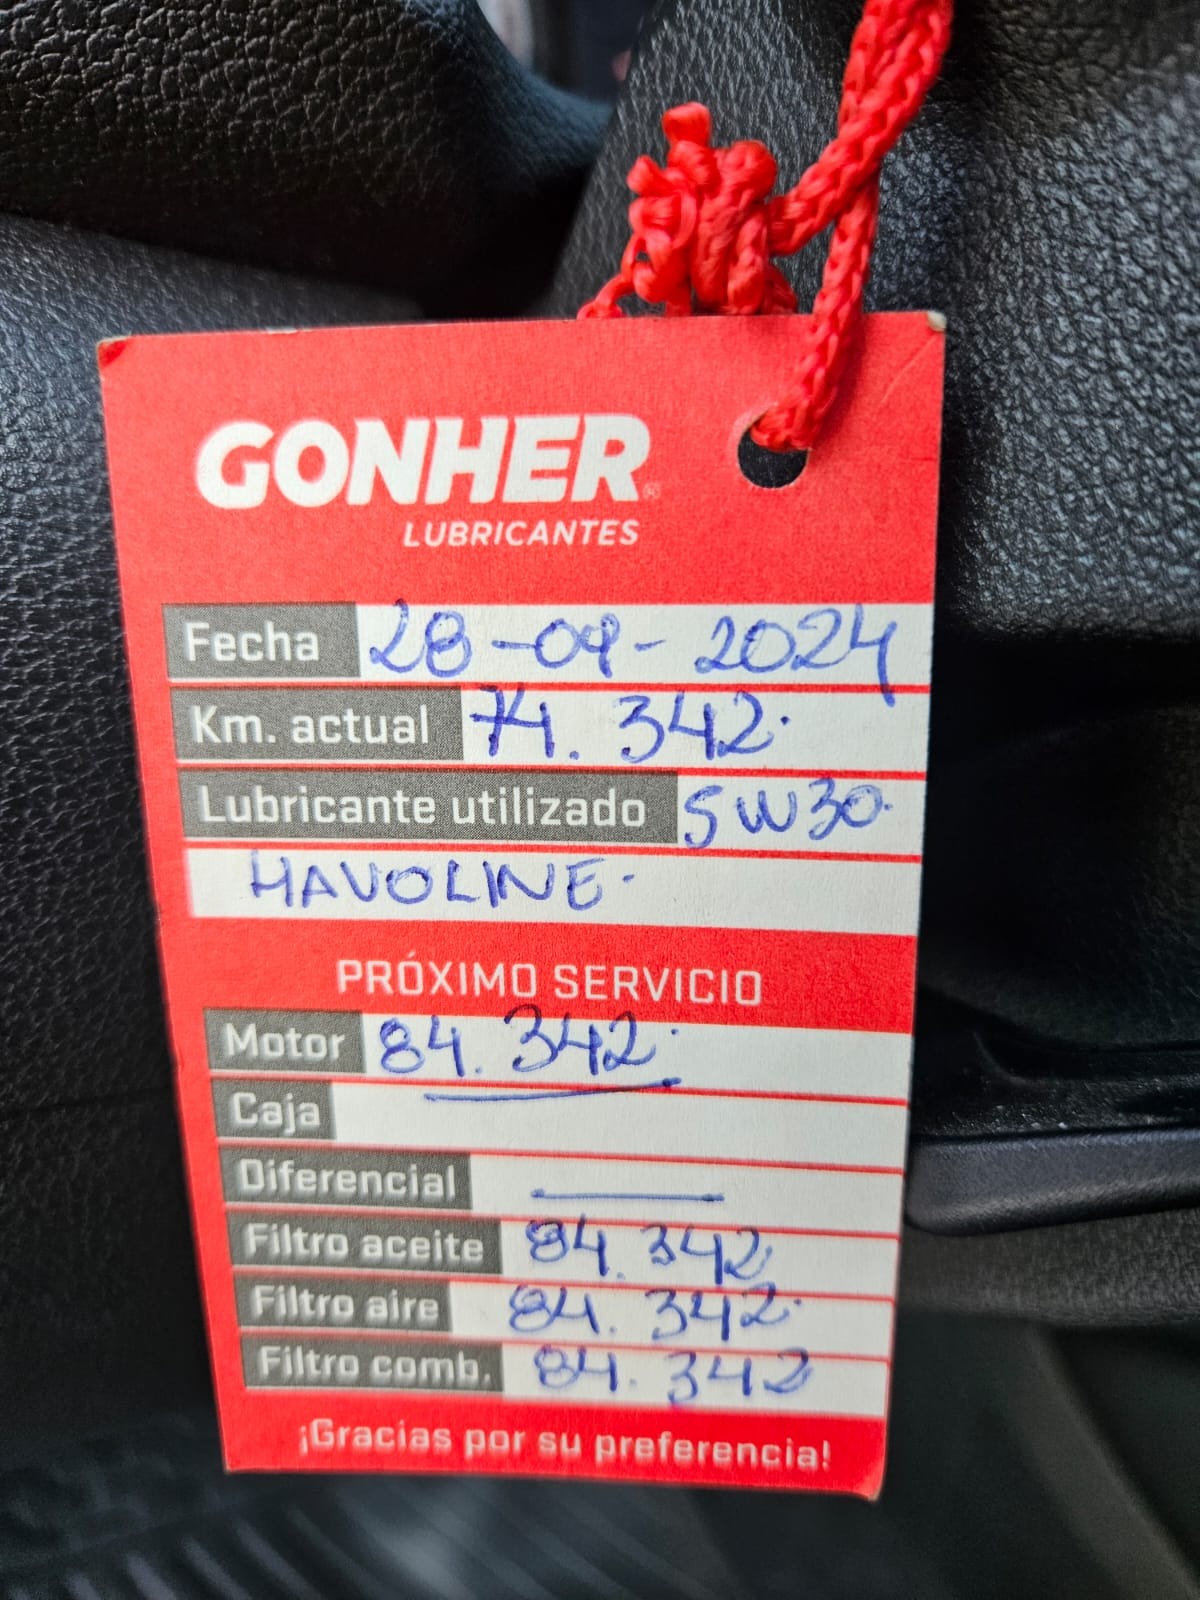 GONHER®
LUBRICANTES
Fecha 28-09-2024
Km. actual 74.342.
Lubricante utilizado 5W30.
HAVOLINE.
PRÓXIMO SERVICIO
Motor 84.342.
Caja
Diferencial —
Filtro aceite 84.342
Filtro aire 84.342.
Filtro comb. 84.342
¡Gracias por su preferencia!